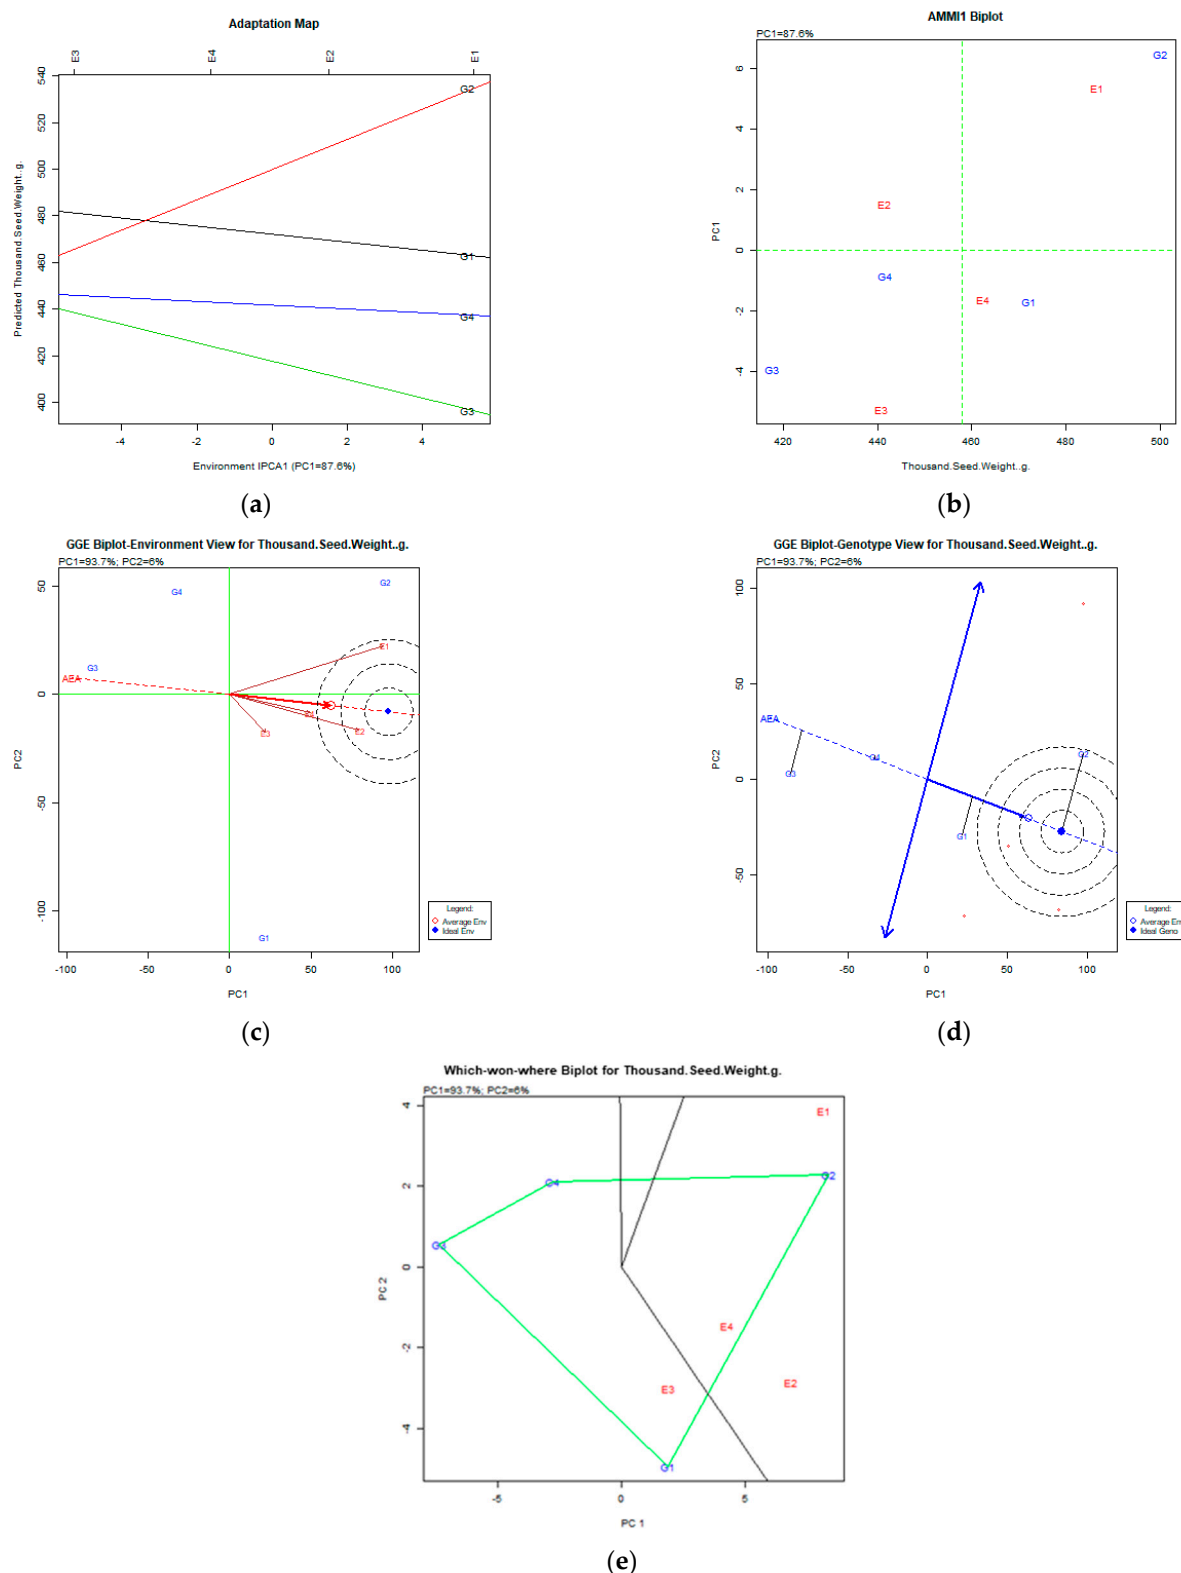 Adaptation Map
E3 E4 E2 E1
540
520
500
480
460
440
420
400
Predicted Thousand.Seed.Weight..g.
G2
G1
G4
G3
-4 -2 0 2 4
Environment IPCA1 (PC1=87.6%)
(a)
AMMI1 Biplot
PC1=87.6%
6
4
2
0
-2
-4
PC1
G2
E1
E2
G4
E4 G1
G3
E3
420 440 460 480 500
Thousand.Seed.Weight..g.
(b)
GGE Biplot-Environment View for Thousand.Seed.Weight..g.
PC1=93.7%; PC2=6%
50
0
-50
-100
PC2
G2
G4
E1
G3
AEA
E4
E3 E2
G1
-100 -50 0 50 100
PC1
Legend:
Average Env
Ideal Env
(c)
GGE Biplot-Genotype View for Thousand.Seed.Weight..g.
PC1=93.7%; PC2=6%
100
50
0
-50
PC2
AEA
G2
G4
G3
G1
-100 -50 0 50 100
PC1
Legend:
Average En
Ideal Geno
(d)
Which-won-where Biplot for Thousand.Seed.Weight.g.
PC1=93.7%; PC2=6%
4
2
0
-2
-4
PC 2
E1
G2
G4
G3
E4
E2
E3
G1
-5 0 5
PC 1
(e)